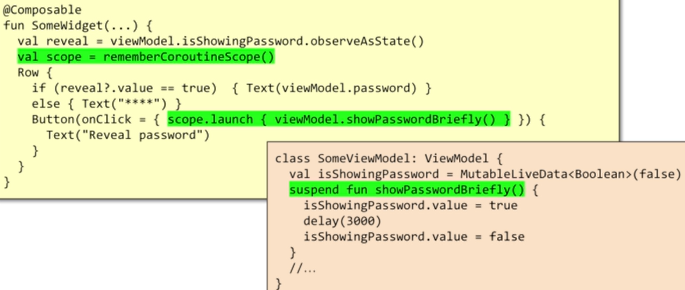 @Composable
fun SomeWidget(...) {
  val reveal = viewModel.isShowingPassword.observeAsState()
  val scope = rememberCoroutineScope()
  Row {
    if (reveal?.value == true)  { Text(viewModel.password) }
    else { Text("****") }
    Button(onClick = { scope.launch { viewModel.showPasswordBriefly() } }) {
      Text("Reveal password")
    }
  }
}
class SomeViewModel: ViewModel {
  val isShowingPassword = MutableLiveData<Boolean>(false)
  suspend fun showPasswordBriefly() {
    isShowingPassword.value = true
    delay(3000)
    isShowingPassword.value = false
  }
  //…
}